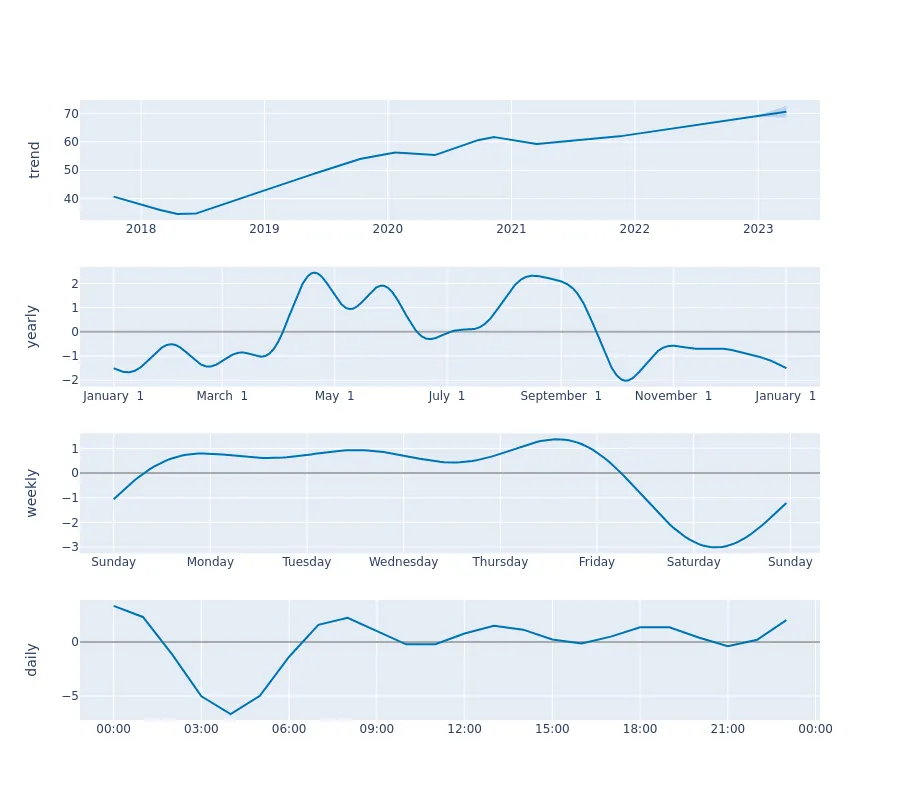 trend
70
60
50
40
2018 2019 2020 2021 2022 2023
yearly
2
1
0
−1
−2
January 1 March 1 May 1 July 1 September 1 November 1 January 1
weekly
1
0
−1
−2
−3
Sunday Monday Tuesday Wednesday Thursday Friday Saturday Sunday
daily
0
−5
00:00 03:00 06:00 09:00 12:00 15:00 18:00 21:00 00:00